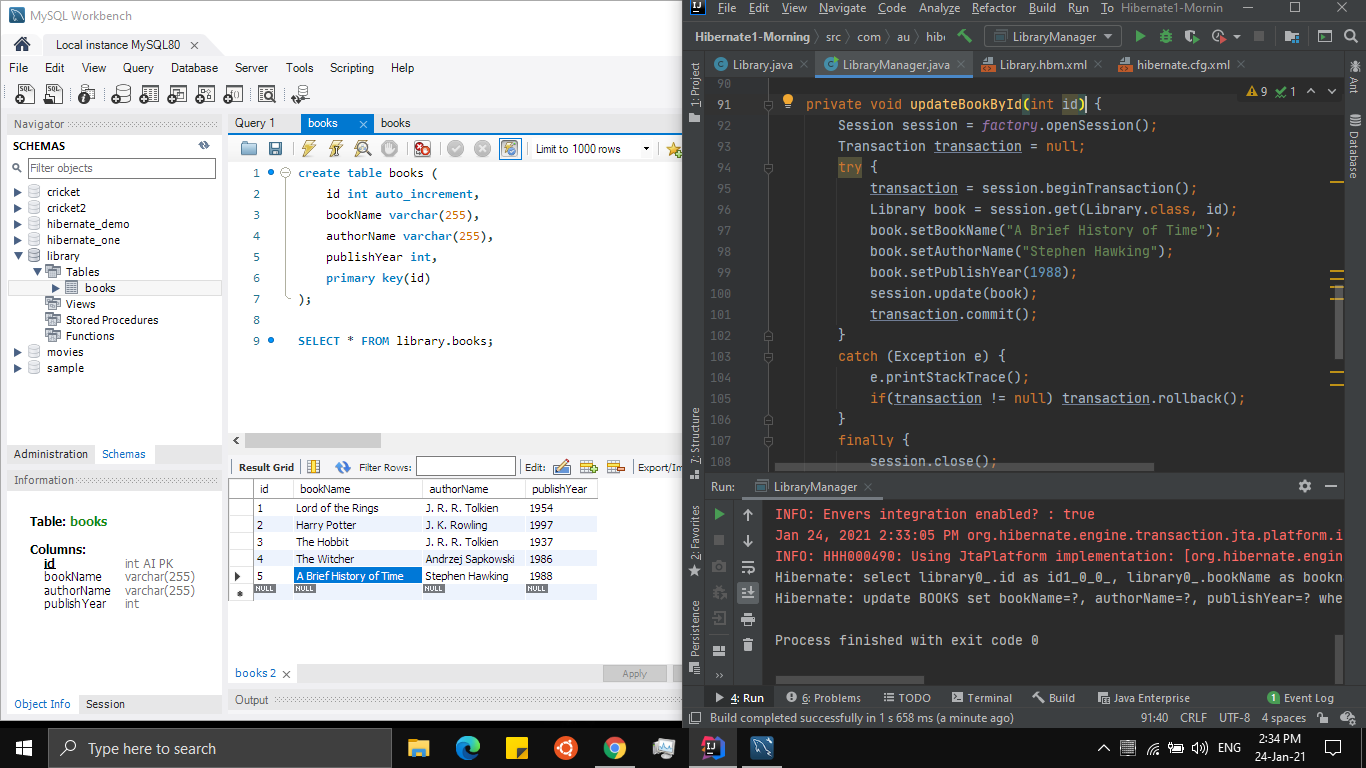 MySQL Workbench
Local instance MySQL80
File Edit View Query Database Server Tools Scripting Help
Navigator
SCHEMAS
Filter objects
cricket
cricket2
hibernate_demo
hibernate_one
library
Tables
books
Views
Stored Procedures
Functions
movies
sample
Administration Schemas
Information
Table: books
Columns:
id int AI PK
bookName varchar(255)
authorName varchar(255)
publishYear int
Object Info Session
Query 1 books books
Limit to 1000 rows
1 create table books (
2 id int auto_increment,
3 bookName varchar(255),
4 authorName varchar(255),
5 publishYear int,
6 primary key(id)
7 );
8
9 SELECT * FROM library.books;
Result Grid Filter Rows: Edit: Export/Im
id bookName authorName publishYear
1 Lord of the Rings J. R. R. Tolkien 1954
2 Harry Potter J. K. Rowling 1997
3 The Hobbit J. R. R. Tolkien 1937
4 The Witcher Andrzej Sapkowski 1986
5 A Brief History of Time Stephen Hawking 1988
NULL NULL NULL NULL
books 2 Apply
Output
File Edit View Navigate Code Analyze Refactor Build Run To Hibernate1-Mornin
Hibernate1-Morning src com au hib LibraryManager
Library.java LibraryManager.java Library.hbm.xml hibernate.cfg.xml
1: Project
7: Structure
2: Favorites
Persistence
Ant
Database
9 1
90
91 private void updateBookById(int id) {
92 Session session = factory.openSession();
93 Transaction transaction = null;
94 try {
95 transaction = session.beginTransaction();
96 Library book = session.get(Library.class, id);
97 book.setBookName("A Brief History of Time");
98 book.setAuthorName("Stephen Hawking");
99 book.setPublishYear(1988);
100 session.update(book);
101 transaction.commit();
102 }
103 catch (Exception e) {
104 e.printStackTrace();
105 if(transaction != null) transaction.rollback();
106 }
107 finally {
108 session.close();
Run: LibraryManager
INFO: Envers integration enabled? : true
Jan 24, 2021 2:33:05 PM org.hibernate.engine.transaction.jta.platform.i
INFO: HHH000490: Using JtaPlatform implementation: [org.hibernate.engin
Hibernate: select library0_.id as id1_0_0_, library0_.bookName as bookn
Hibernate: update BOOKS set bookName=?, authorName=?, publishYear=? whe
Process finished with exit code 0
4: Run 6: Problems TODO Terminal Build Java Enterprise 1 Event Log
Build completed successfully in 1 s 658 ms (a minute ago) 91:40 CRLF UTF-8 4 spaces
Type here to search
ENG
2:34 PM
24-Jan-21